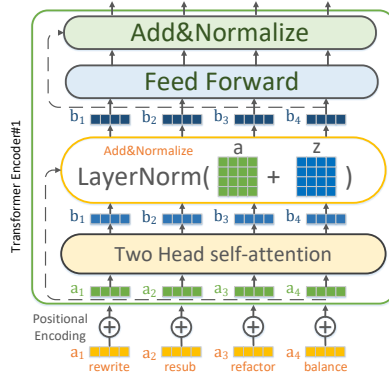 Add&Normalize
Feed Forward
b1 b2 b3 b4
Add&Normalize
a z
LayerNorm( + )
b1 b2 b3 b4
Two Head self-attention
a1 a2 a3 a4
Positional
Encoding
a1 a2 a3 a4
rewrite resub refactor balance
Transformer Encoder#1